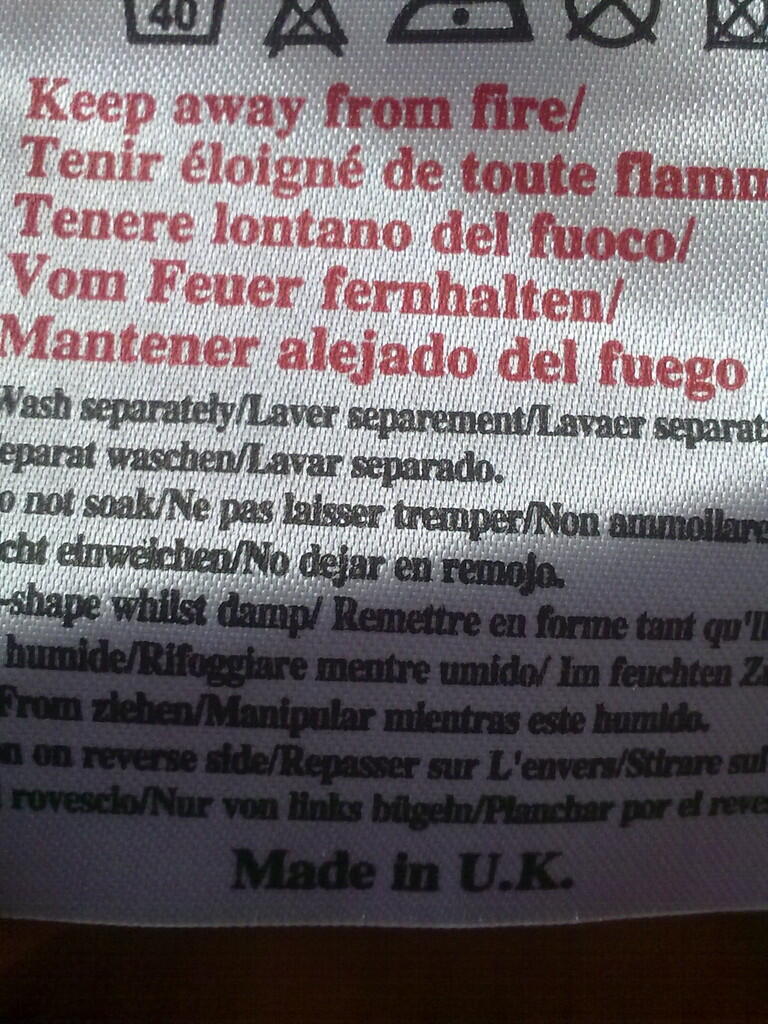 40
Keep away from fire/
Tenir éloigné de toute flamm
Tenere lontano del fuoco/
Vom Feuer fernhalten/
Mantener alejado del fuego
Wash separately/Laver separement/Lavaer separat
eparat waschen/Lavar separado.
o not soak/Ne pas laisser tremper/Non ammollare
cht einweichen/No dejar en remojo.
-shape whilst damp/ Remettre en forme tant qu'il
humide/Rifoggiare mentre umido/ Im feuchten Zu
From ziehen/Manipular mientras este humido.
n on reverse side/Repasser sur L'envers/Stirare sul
rovescio/Nur von links bügeln/Planchar por el reve
Made in U.K.